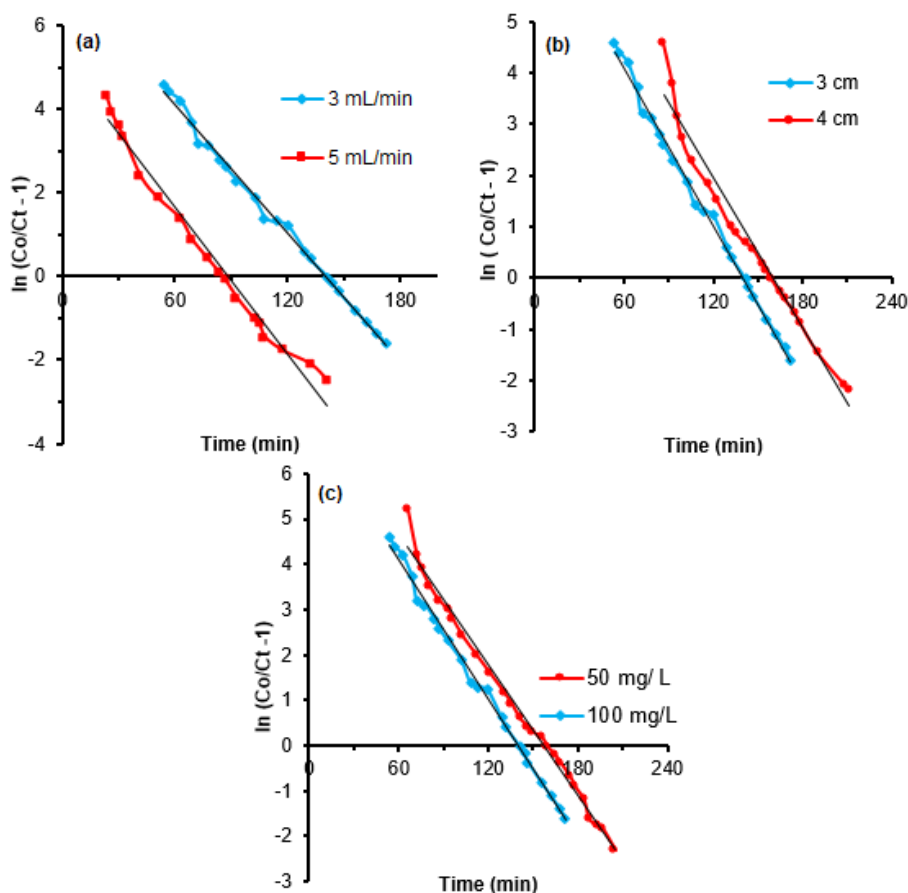 (a)
ln (Co/Ct - 1)
6
4
2
0
-2
-4
0
60
120
180
3 mL/min
5 mL/min
Time (min)
(b)
ln ( Co/Ct - 1)
5
4
3
2
1
0
-1
-2
-3
0
60
120
180
240
3 cm
4 cm
Time (min)
(c)
ln (Co/Ct -1)
6
5
4
3
2
1
0
-1
-2
-3
0
60
120
180
240
50 mg/ L
100 mg/L
Time (min)